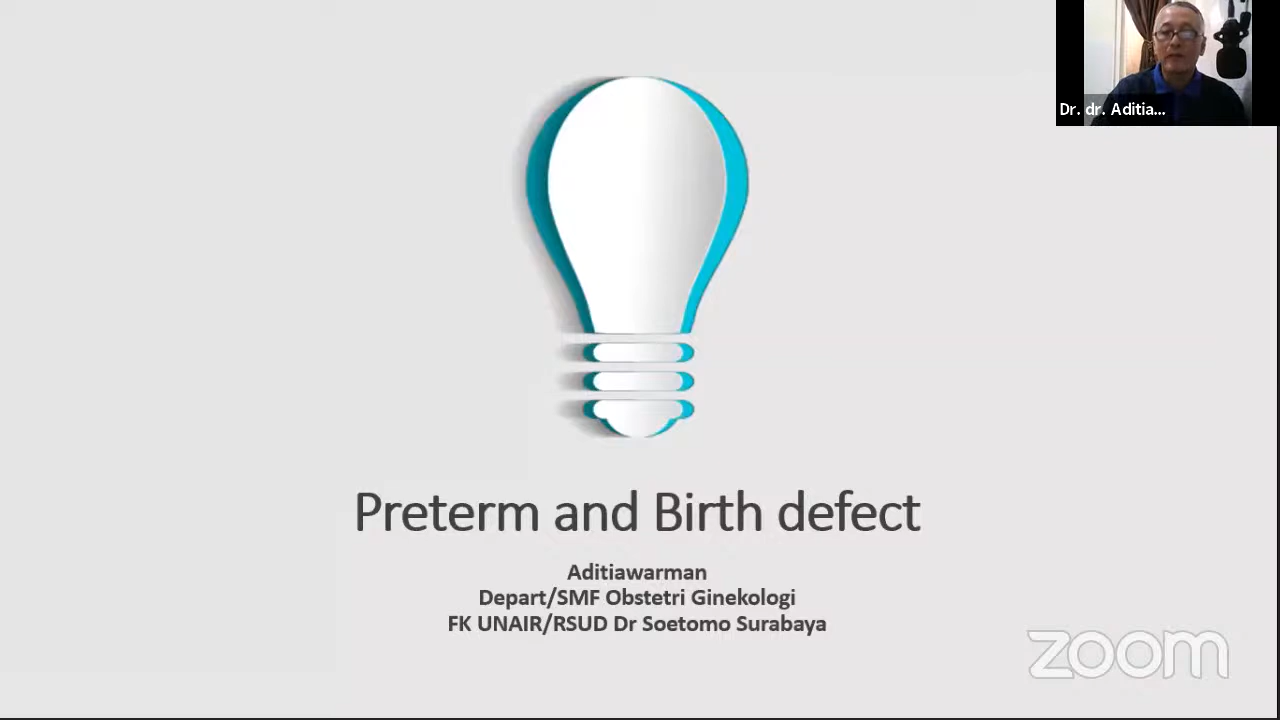 Dr. dr. Aditia...
Preterm and Birth defect
Aditiawarman
Depart/SMF Obstetri Ginekologi
FK UNAIR/RSUD Dr Soetomo Surabaya
zoom